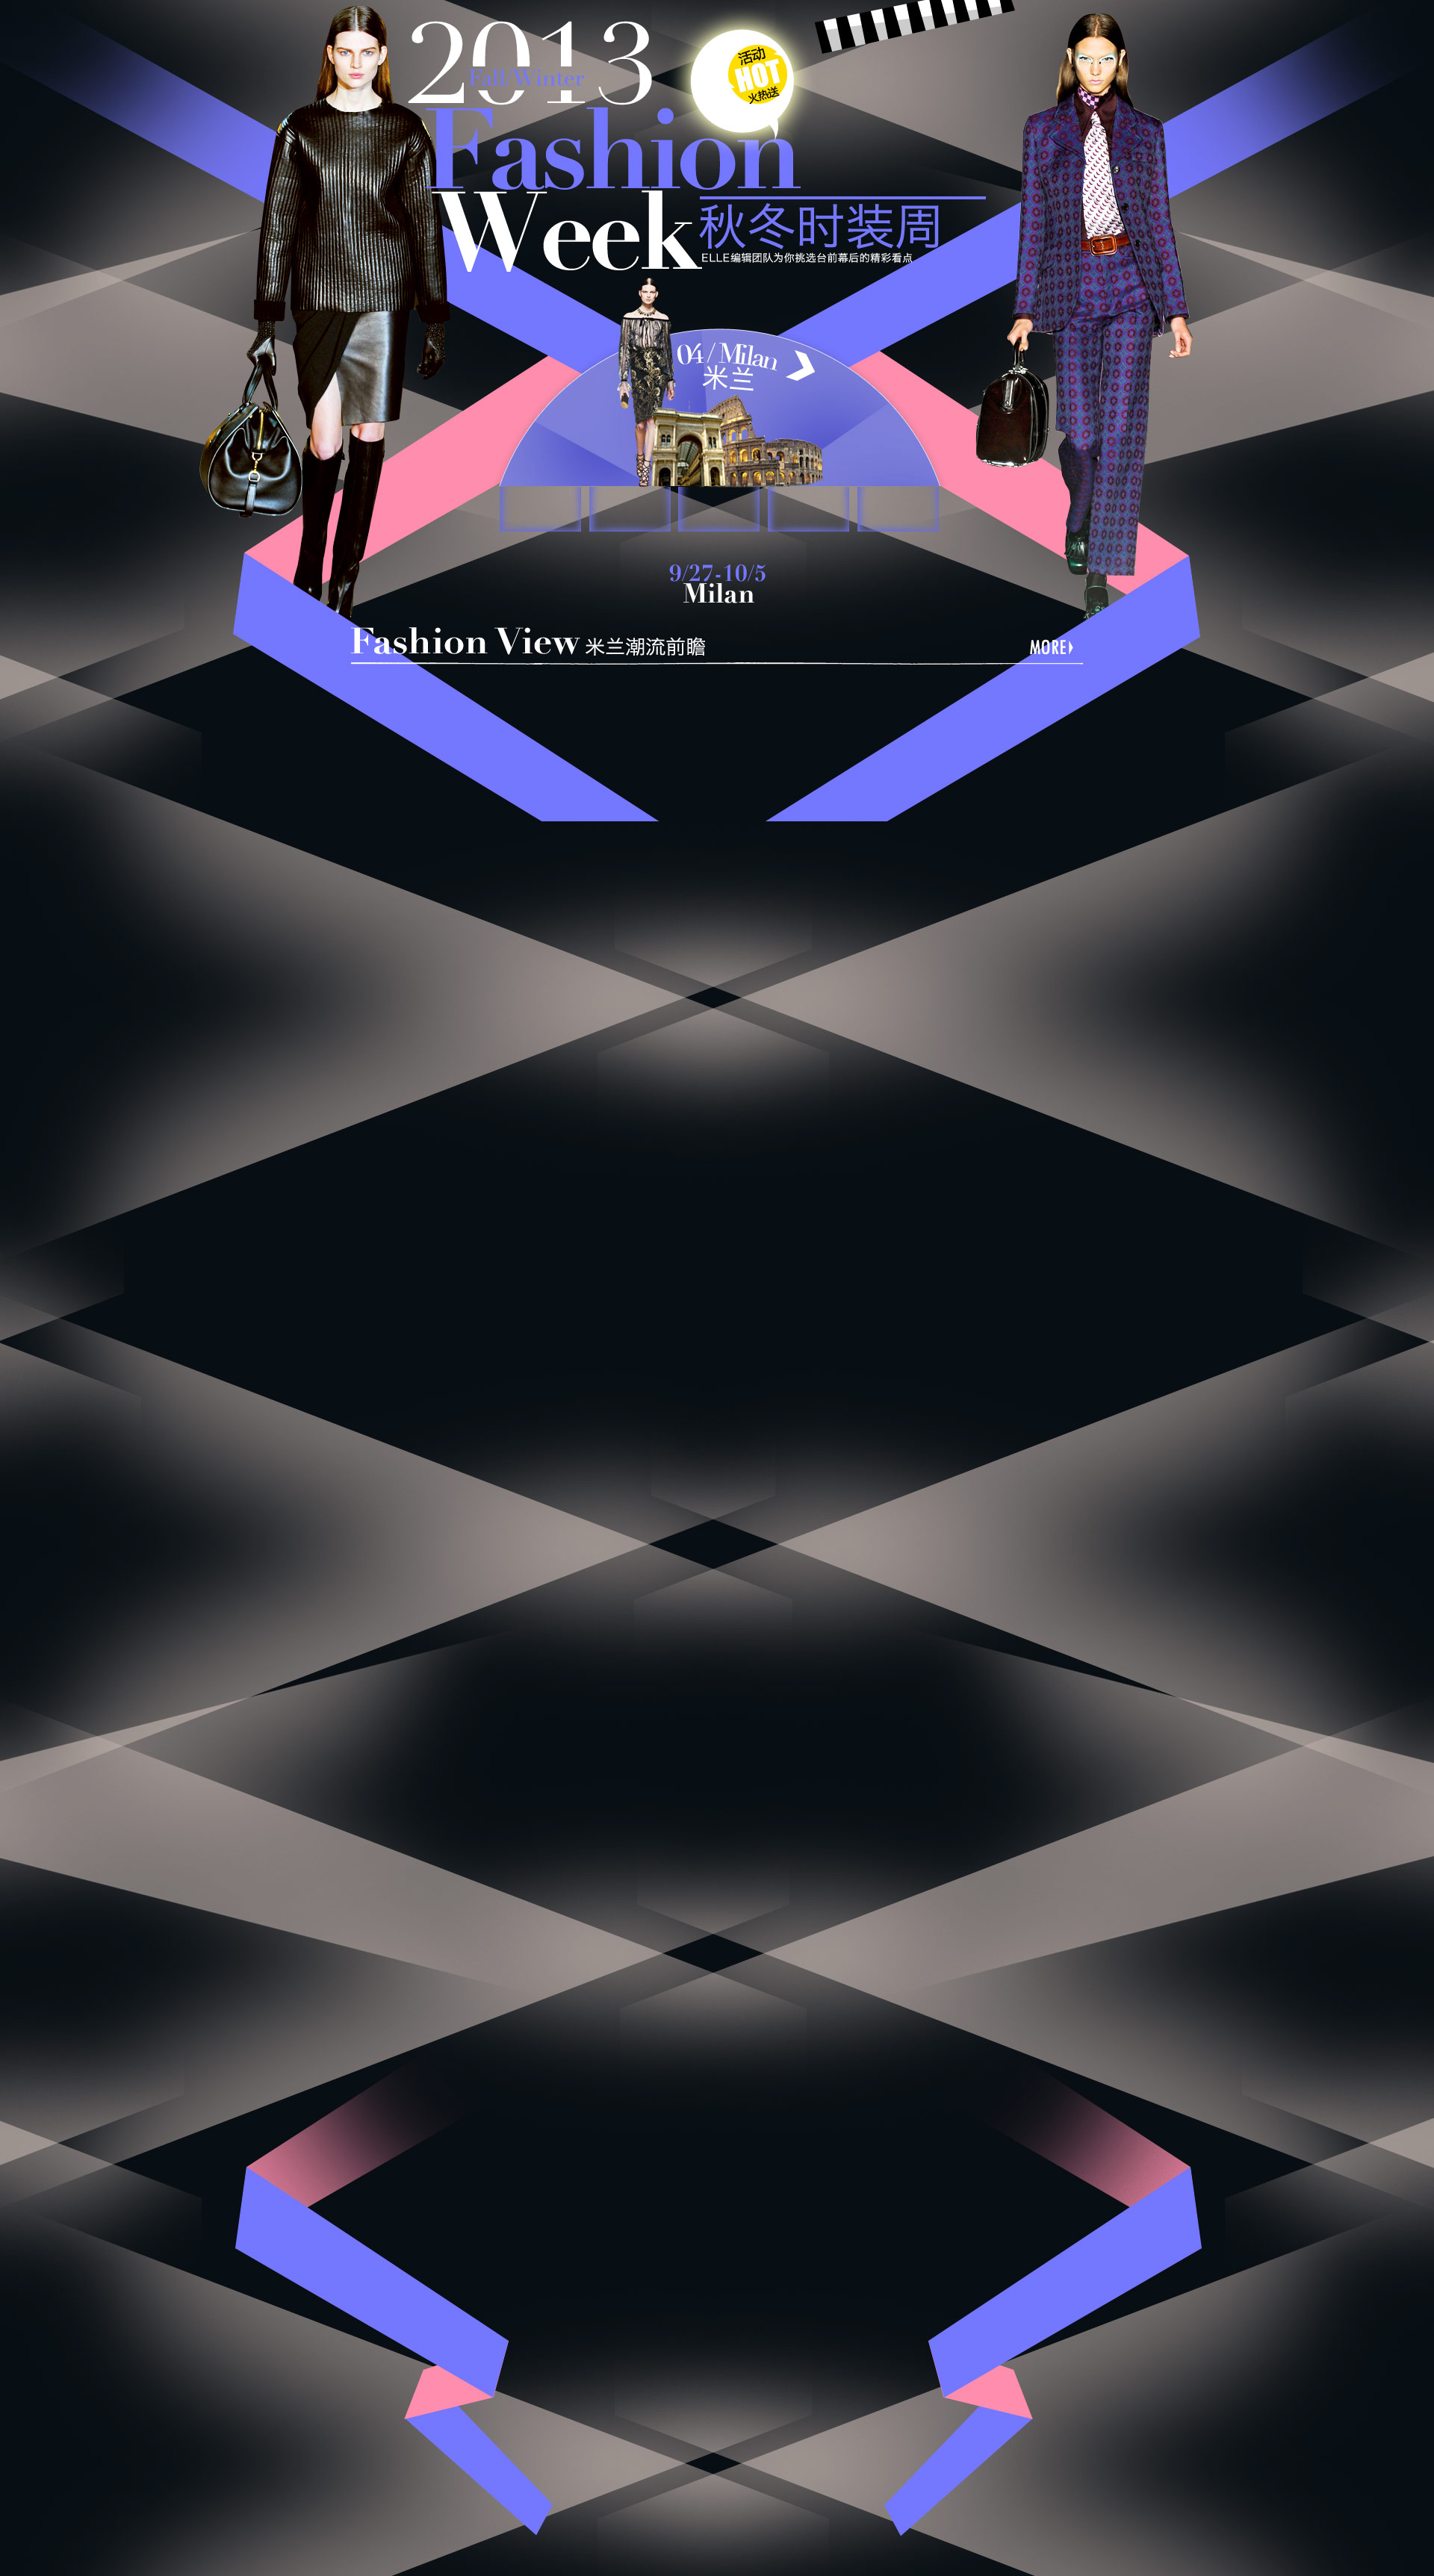 2013
Fall/Winter
活动
HOT
火热送
Fashion
Week
秋冬时装周
ELLE编辑团队为你挑选台前幕后的精彩看点
04 / Milan
米兰
9/27-10/5
Milan
Fashion View 米兰潮流前瞻
MORE